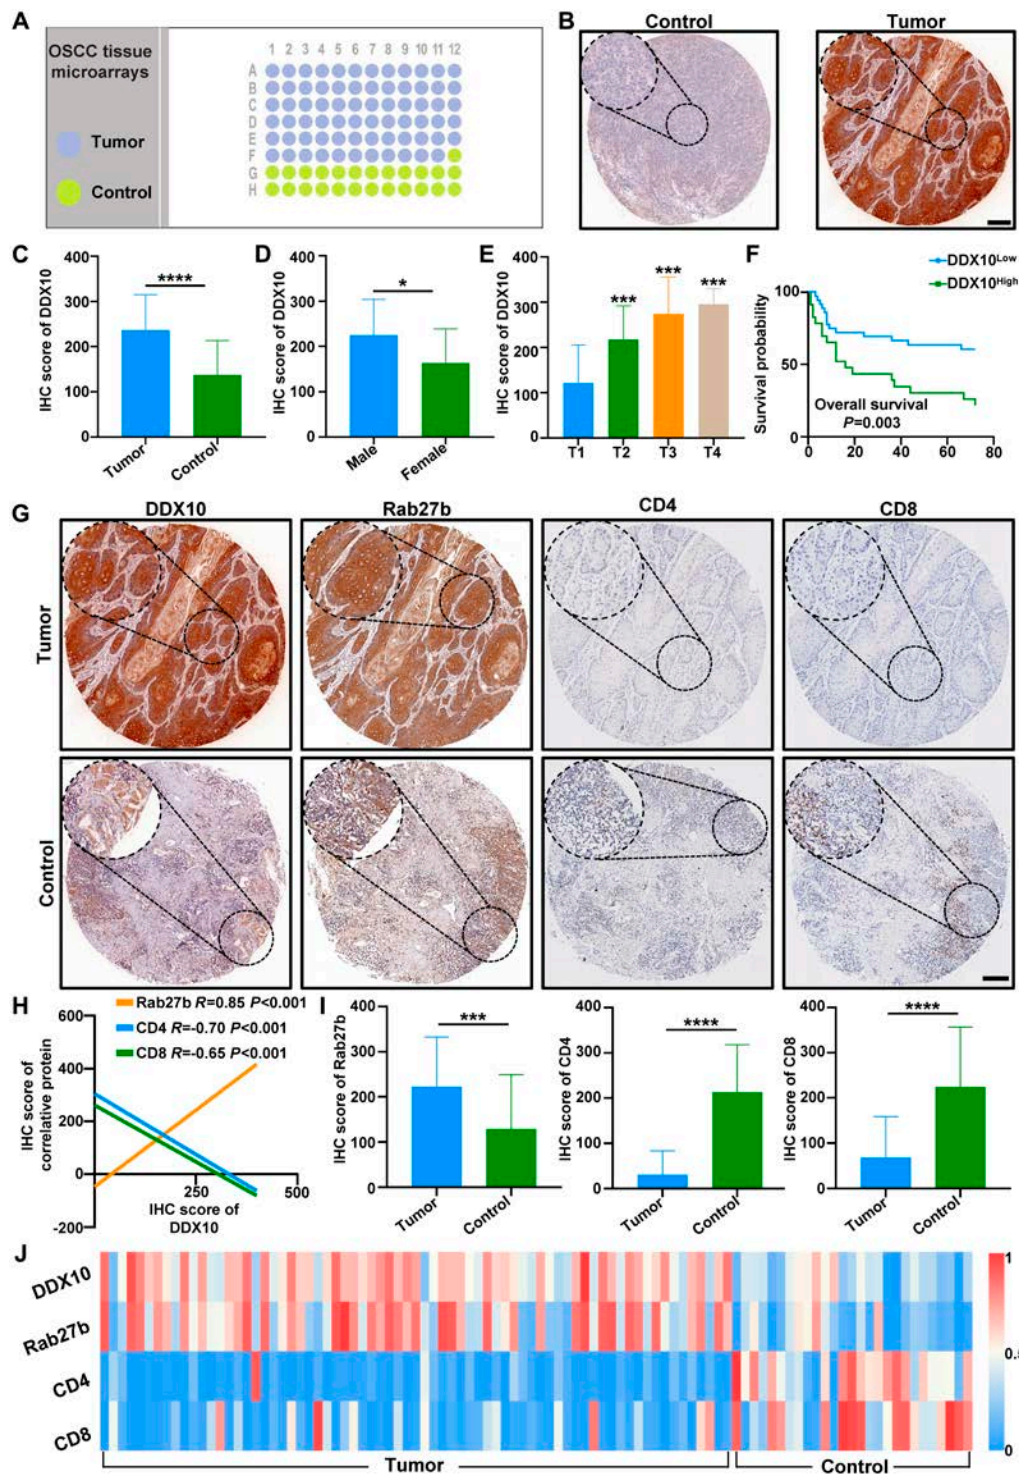 A
OSCC tissue
microarrays
Tumor
Control
1 2 3 4 5 6 7 8 9 10 11 12
A
B
C
D
E
F
G
H
B
Control
Tumor
C
IHC score of DDX10
400
300
200
100
0
****
Tumor
Control
D
IHC score of DDX10
400
300
200
100
0
*
Male
Female
E
IHC score of DDX10
400
300
200
100
0
***
***
***
T1
T2
T3
T4
F
DDX10Low
DDX10High
Survival probability
100
50
0
Overall survival
P=0.003
0 20 40 60 80
G
DDX10
Rab27b
CD4
CD8
Tumor
Control
H
Rab27b R=0.85 P<0.001
CD4 R=-0.70 P<0.001
CD8 R=-0.65 P<0.001
IHC score of
correlative protein
600
400
200
0
-200
250
500
IHC score of
DDX10
I
IHC score of Rab27b
400
300
200
100
0
***
Tumor
Control
IHC score of CD4
400
300
200
100
0
****
Tumor
Control
IHC score of CD8
400
300
200
100
0
****
Tumor
Control
J
DDX10
Rab27b
CD4
CD8
1
0.5
0
Tumor
Control